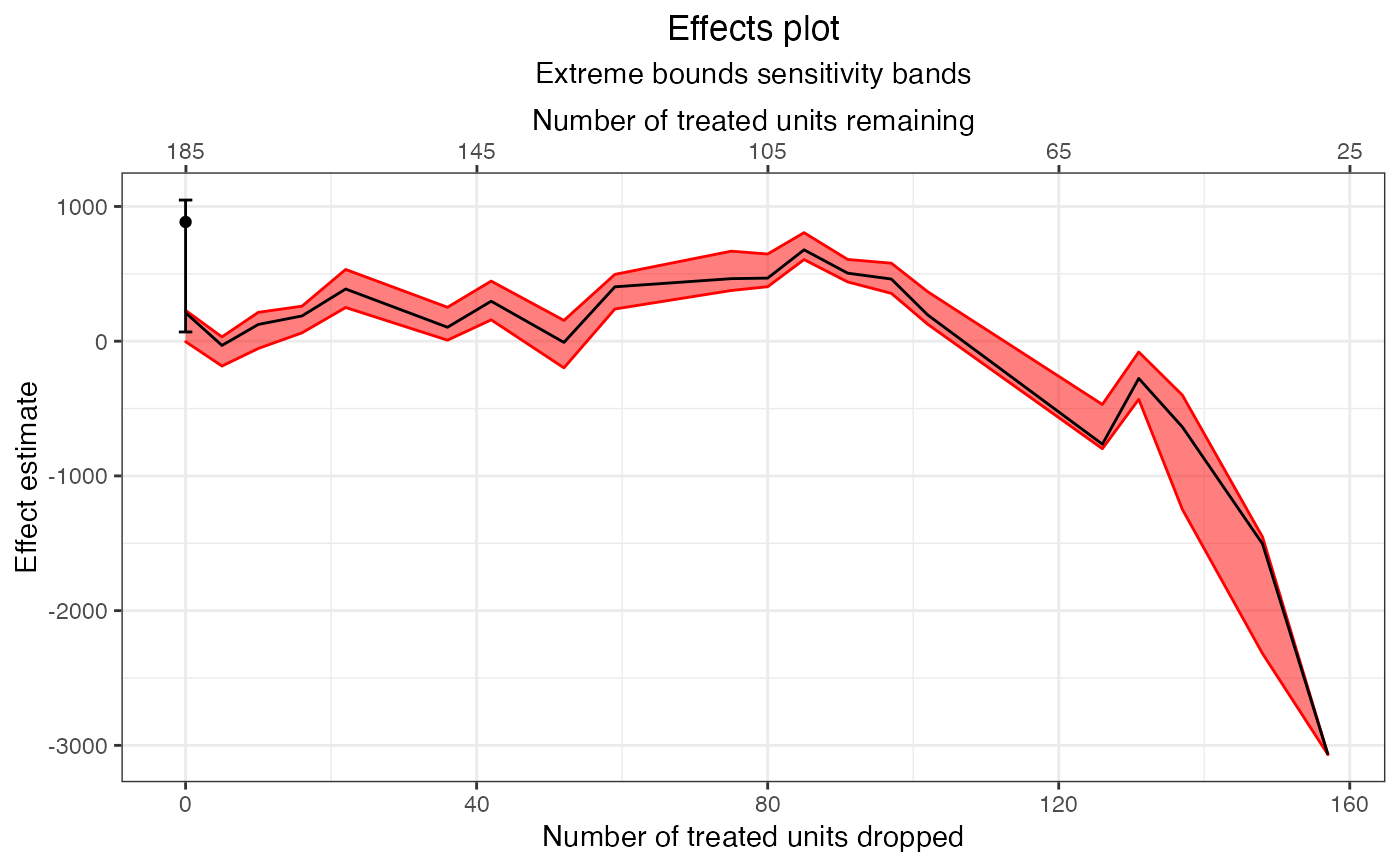 Effects plot
Extreme bounds sensitivity bands
Number of treated units remaining
185 145 105 65 25
1000
0
-1000
-2000
-3000
Effect estimate
0 40 80 120 160
Number of treated units dropped